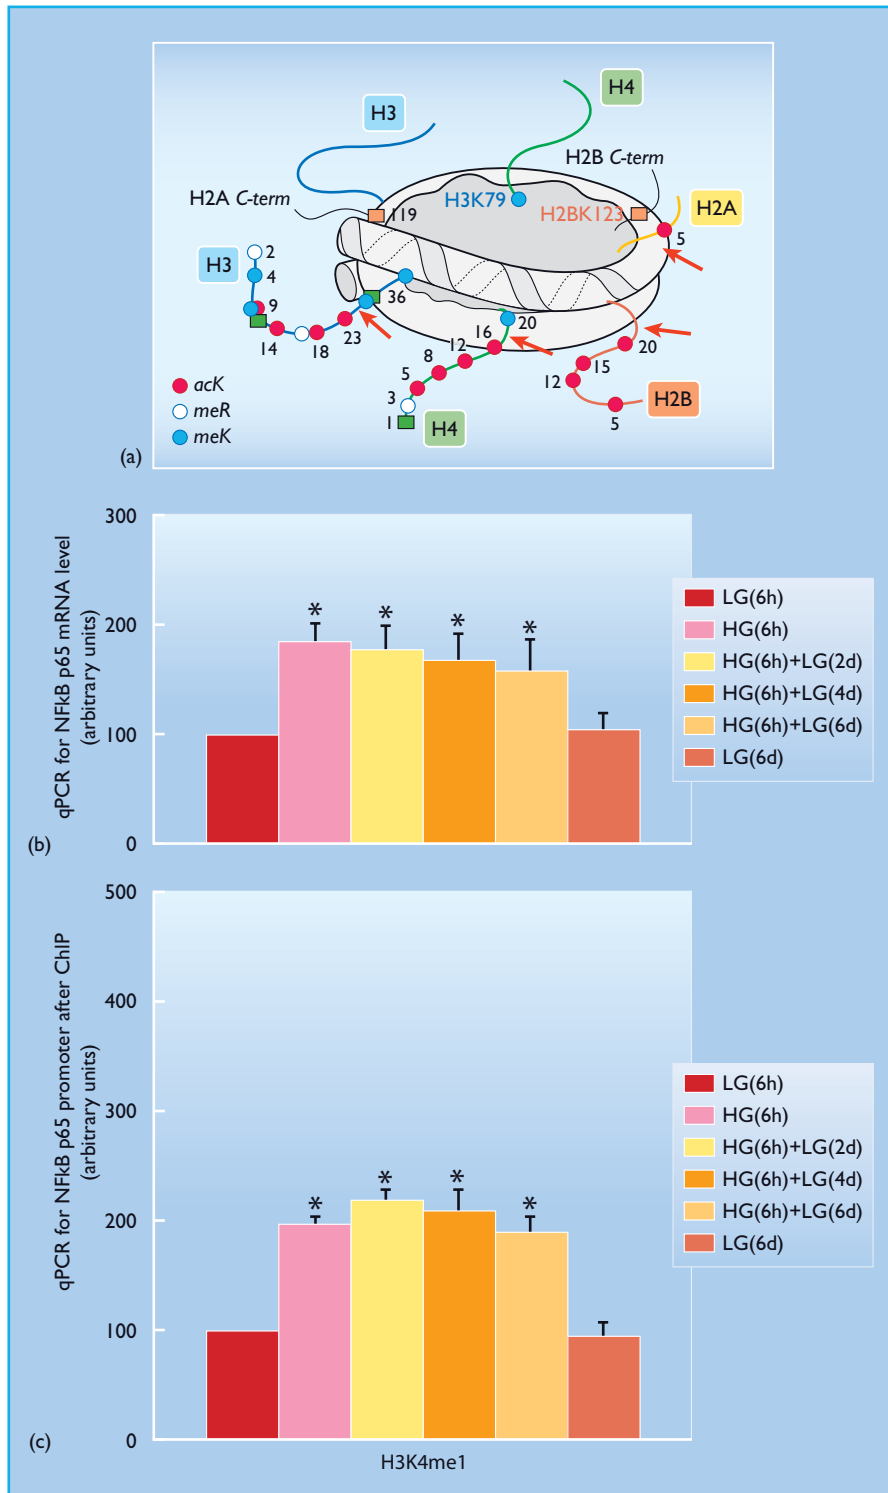 H4
H3
H2B C-term
H2A C-term
H3K79
H2BK123
H2A
119
5
2
H3
4
36
9
20
16
23
14
18
12
20
8
15
5
12
3
H2B
acK
meR
1
H4
5
meK
(a)
300
qPCR for NFkB p65 mRNA level
(arbitrary units)
* * * *
200
100
0
(b)
LG(6h)
HG(6h)
HG(6h)+LG(2d)
HG(6h)+LG(4d)
HG(6h)+LG(6d)
LG(6d)
500
qPCR for NFkB p65 promoter after ChIP
(arbitrary units)
400
300
* * * *
200
100
0
(c)
H3K4me1
LG(6h)
HG(6h)
HG(6h)+LG(2d)
HG(6h)+LG(4d)
HG(6h)+LG(6d)
LG(6d)